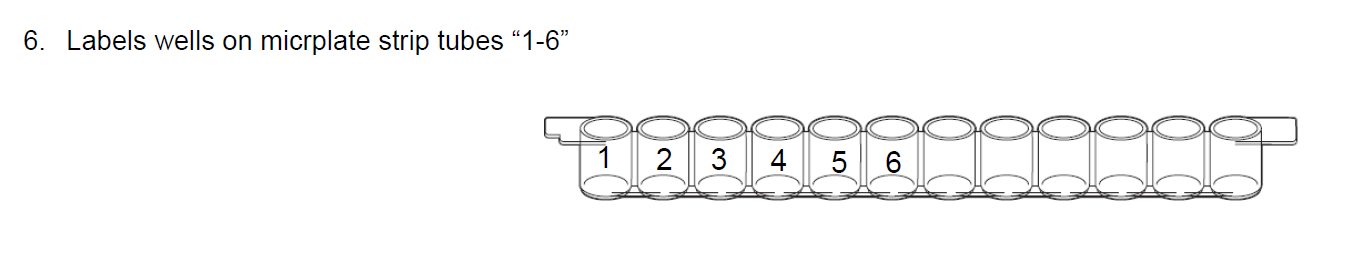 6. Labels wells on micrplate strip tubes “1-6”
1 2 3 4 5 6